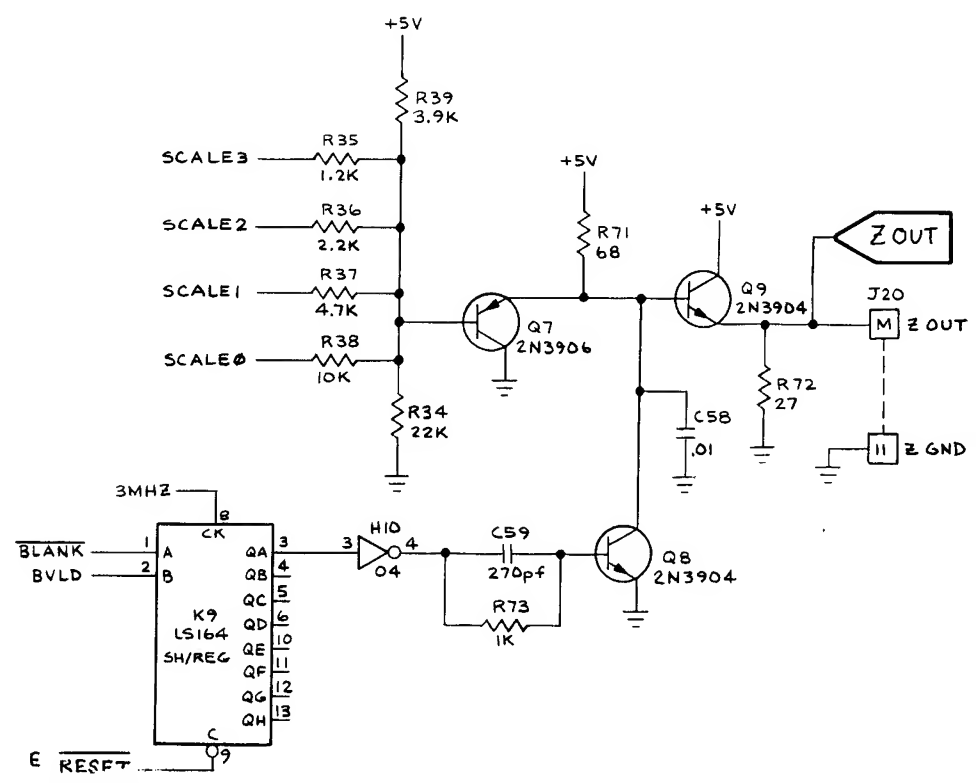 +5V
R39
3.9K
SCALE3
R35
1.2K
SCALE2
R36
2.2K
SCALE1
R37
4.7K
SCALE0
R38
10K
R34
22K
Q7
2N3906
+5V
R71
68
+5V
Q9
2N3904
Z OUT
J20
M
Z OUT
R72
27
C58
.01
11
Z GND
3MHZ
8
CK
BLANK
1
A
BVLD
2
B
QA
3
QB
4
QC
5
QD
6
QE
10
QF
11
QG
12
QH
13
K9
LS164
SH/REG
C
9
E RESET
3
H10
4
04
C59
270pf
R73
1K
Q8
2N3904